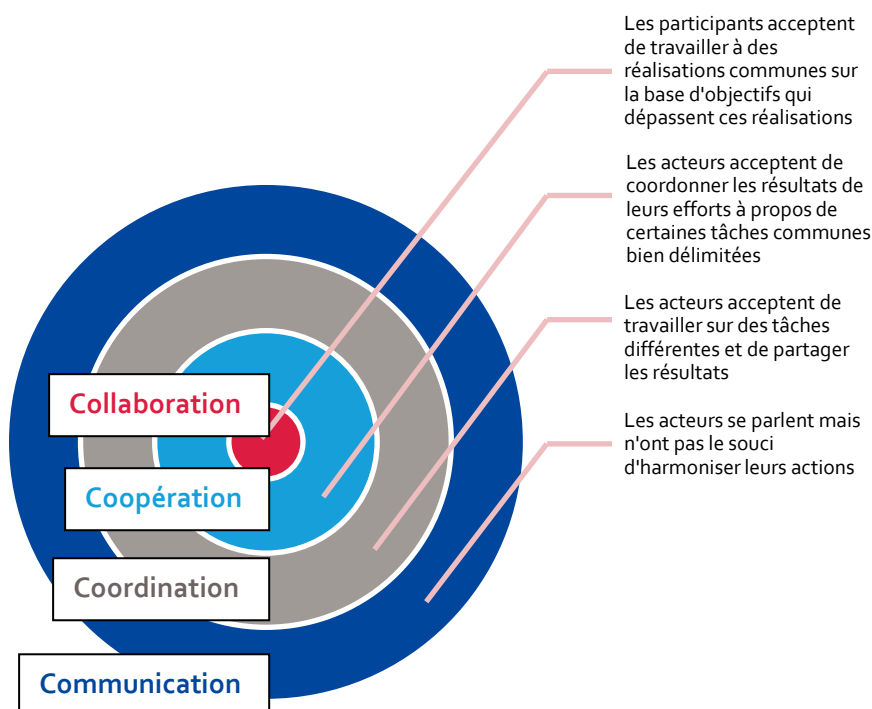 Les participants acceptent
de travailler à des
réalisations communes sur
la base d'objectifs qui
dépassent ces réalisations
Les acteurs acceptent de
coordonner les résultats de
leurs efforts à propos de
certaines tâches communes
bien délimitées
Les acteurs acceptent de
travailler sur des tâches
différentes et de partager
les résultats
Les acteurs se parlent mais
n'ont pas le souci
d'harmoniser leurs actions
Collaboration
Coopération
Coordination
Communication